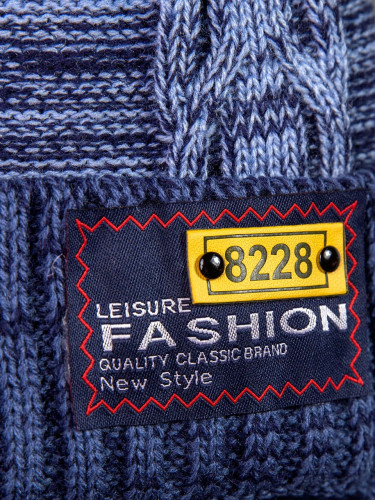 8228
LEISURE
FASHION
QUALITY CLASSIC BRAND
New Style